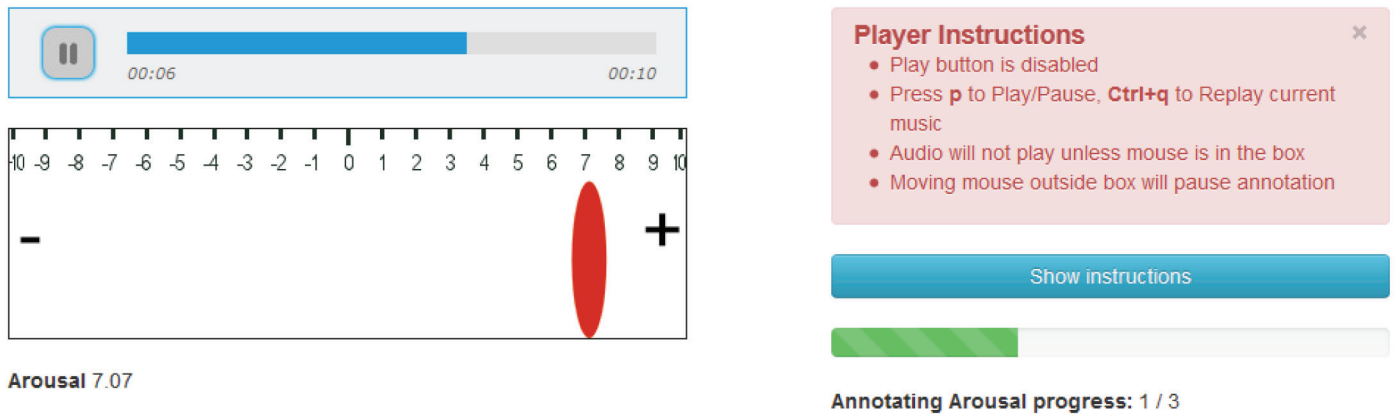 00:06 00:10
-10 -9 -8 -7 -6 -5 -4 -3 -2 -1 0 1 2 3 4 5 6 7 8 9 10
- +
Arousal 7.07
Player Instructions ×
• Play button is disabled
• Press p to Play/Pause, Ctrl+q to Replay current
music
• Audio will not play unless mouse is in the box
• Moving mouse outside box will pause annotation
Show instructions
Annotating Arousal progress: 1 / 3